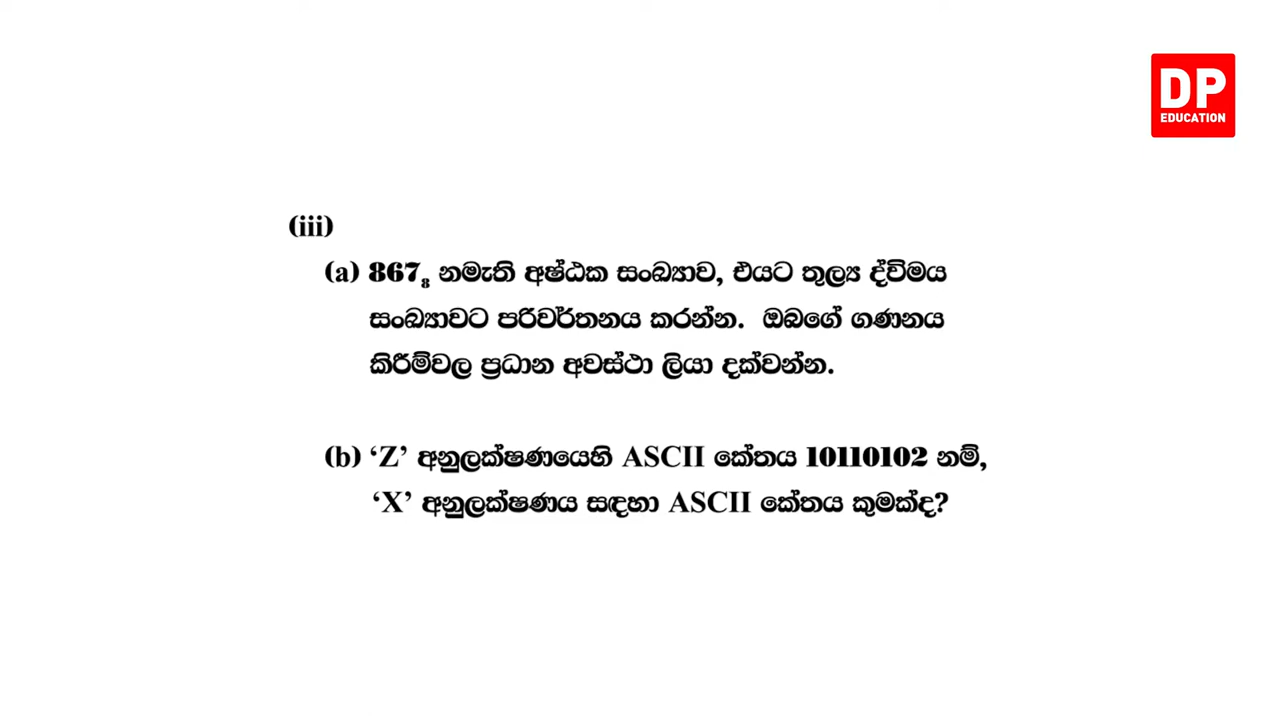 DP
EDUCATION
(iii)
(a) 867₈ නමැති අෂ්ඨක සංඛ්‍යාව, එයට තුල්‍ය ද්විමය
සංඛ්‍යාවට පරිවර්තනය කරන්න. ඔබගේ ගණනය
කිරීම්වල ප්‍රධාන අවස්ථා ලියා දක්වන්න.
(b) ‘Z’ අනුලක්ෂණයෙහි ASCII කේතය 10110102 නම්,
‘X’ අනුලක්ෂණය සඳහා ASCII කේතය කුමක්ද?